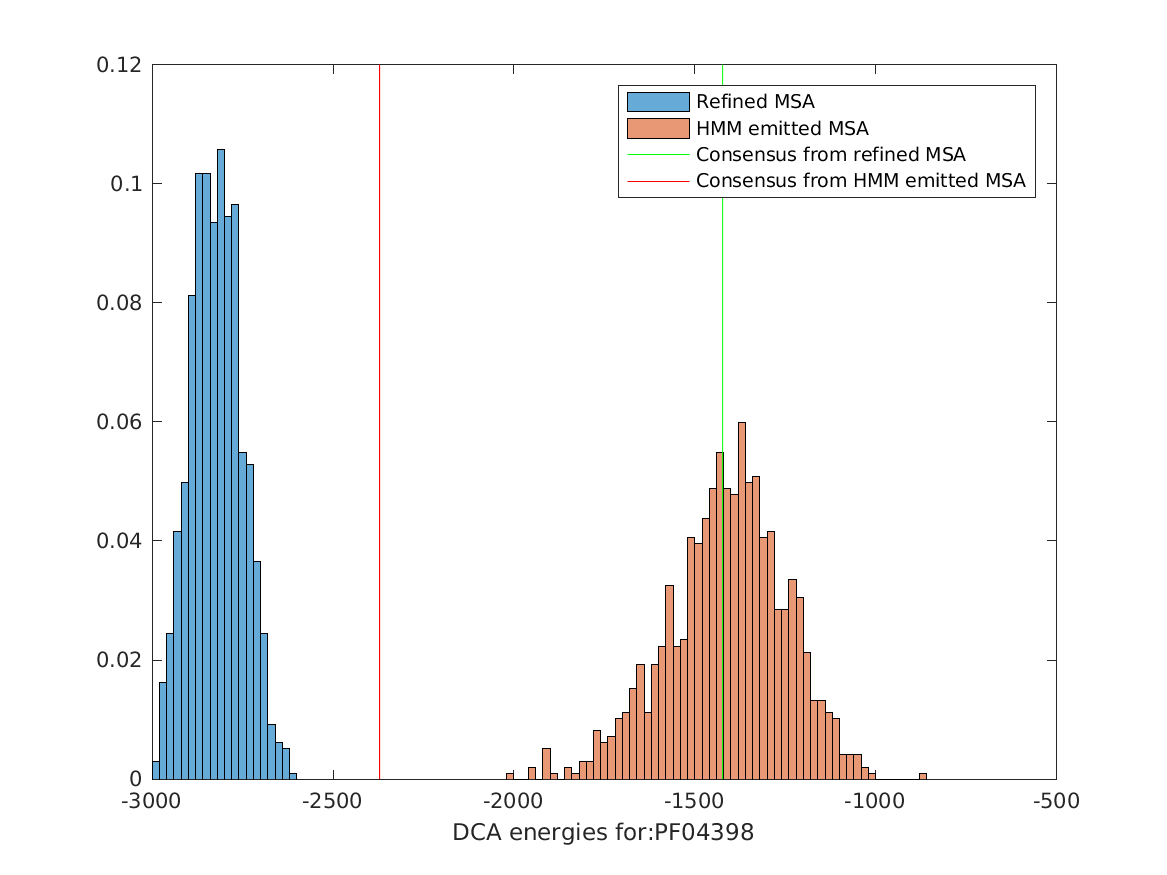 0.12
0.1
0.08
0.06
0.04
0.02
0
-3000
-2500
-2000
-1500
-1000
-500
DCA energies for:PF04398
Refined MSA
HMM emitted MSA
Consensus from refined MSA
Consensus from HMM emitted MSA